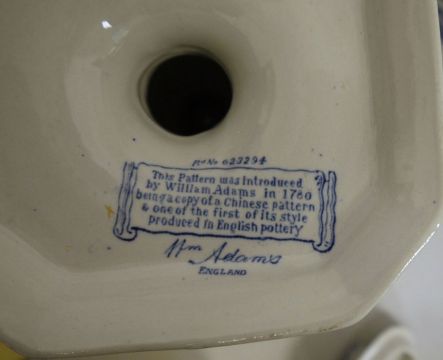 Rd No 623294
This Pattern was introduced
by William Adams in 1780
being a copy of a Chinese pattern
& one of the first of its style
produced in English pottery
Wm Adams
ENGLAND